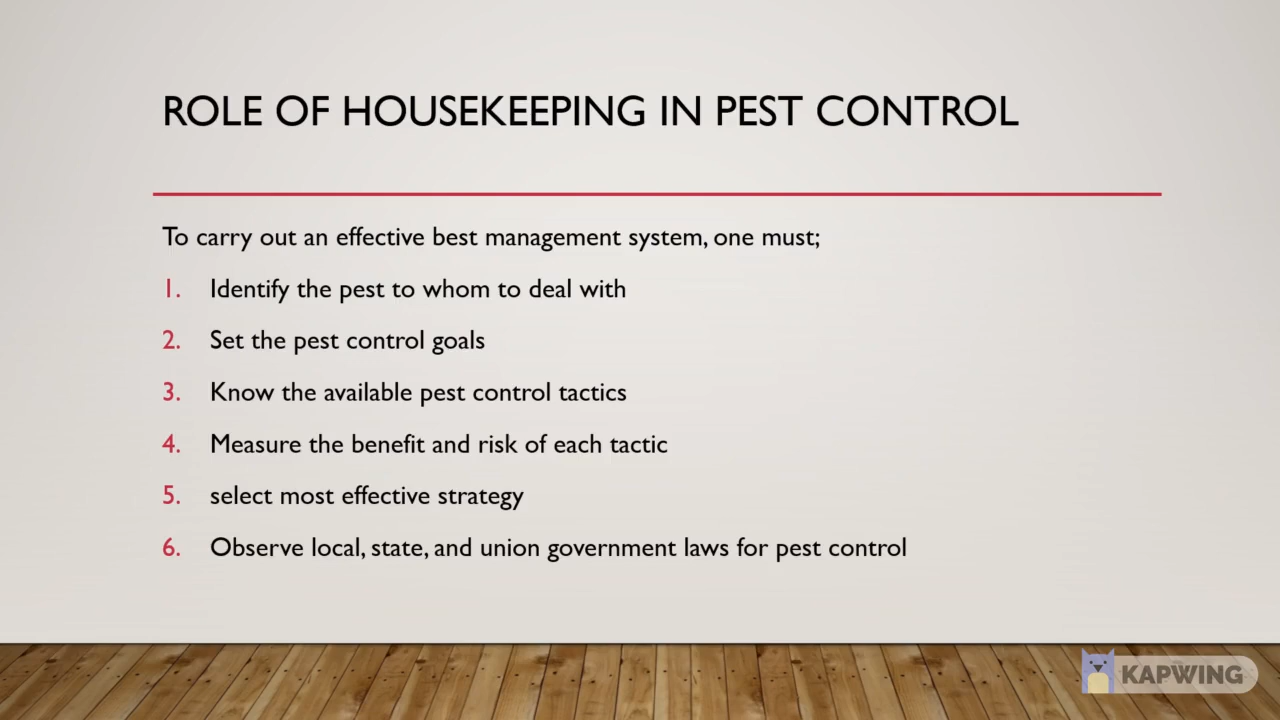 ROLE OF HOUSEKEEPING IN PEST CONTROL
To carry out an effective best management system, one must;
1. Identify the pest to whom to deal with
2. Set the pest control goals
3. Know the available pest control tactics
4. Measure the benefit and risk of each tactic
5. select most effective strategy
6. Observe local, state, and union government laws for pest control
KAPWING